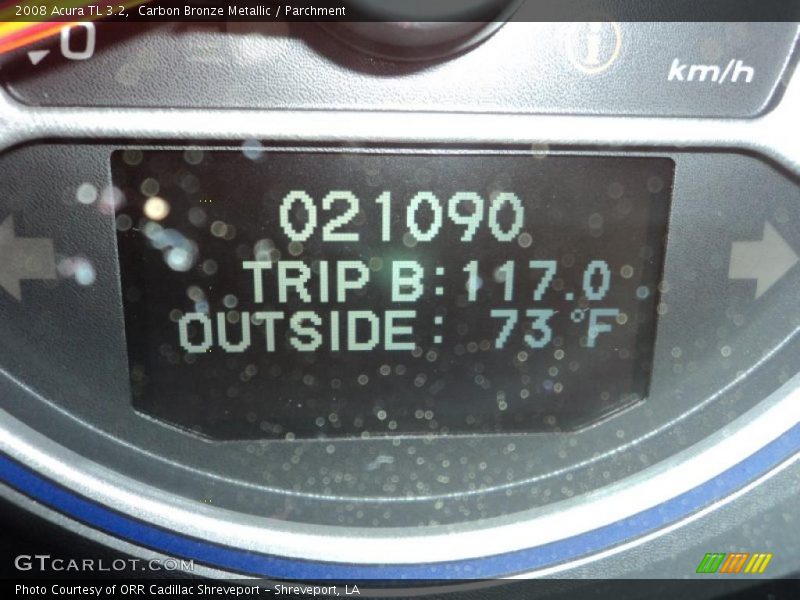 2008 Acura TL 3.2, Carbon Bronze Metallic / Parchment
0
km/h
021090
TRIP B: 117.0
OUTSIDE: 73 °F
GTCARLOT.COM
Photo Courtesy of ORR Cadillac Shreveport - Shreveport, LA